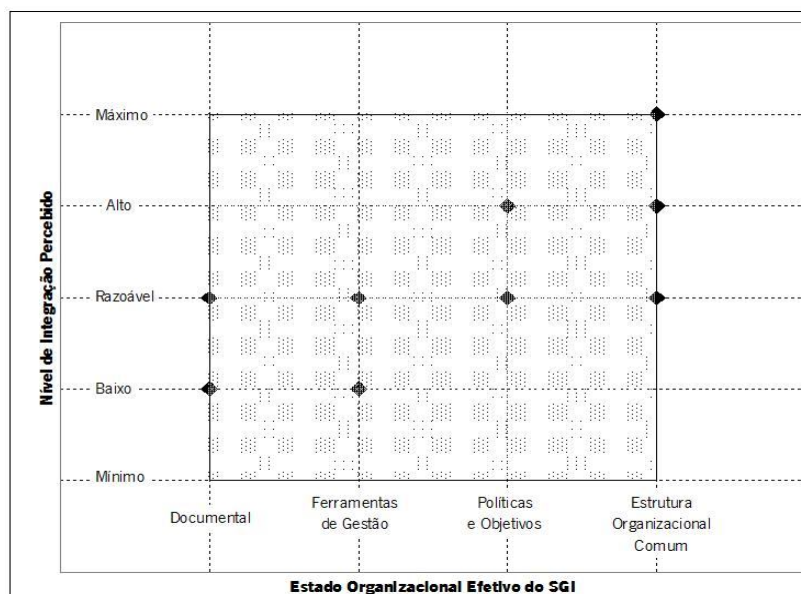 Nível de Integração Percebido
Máximo
Alto
Razoável
Baixo
Mínimo
Documental
Ferramentas
de Gestão
Políticas
e Objetivos
Estrutura
Organizacional
Comum
Estado Organizacional Efetivo do SGI